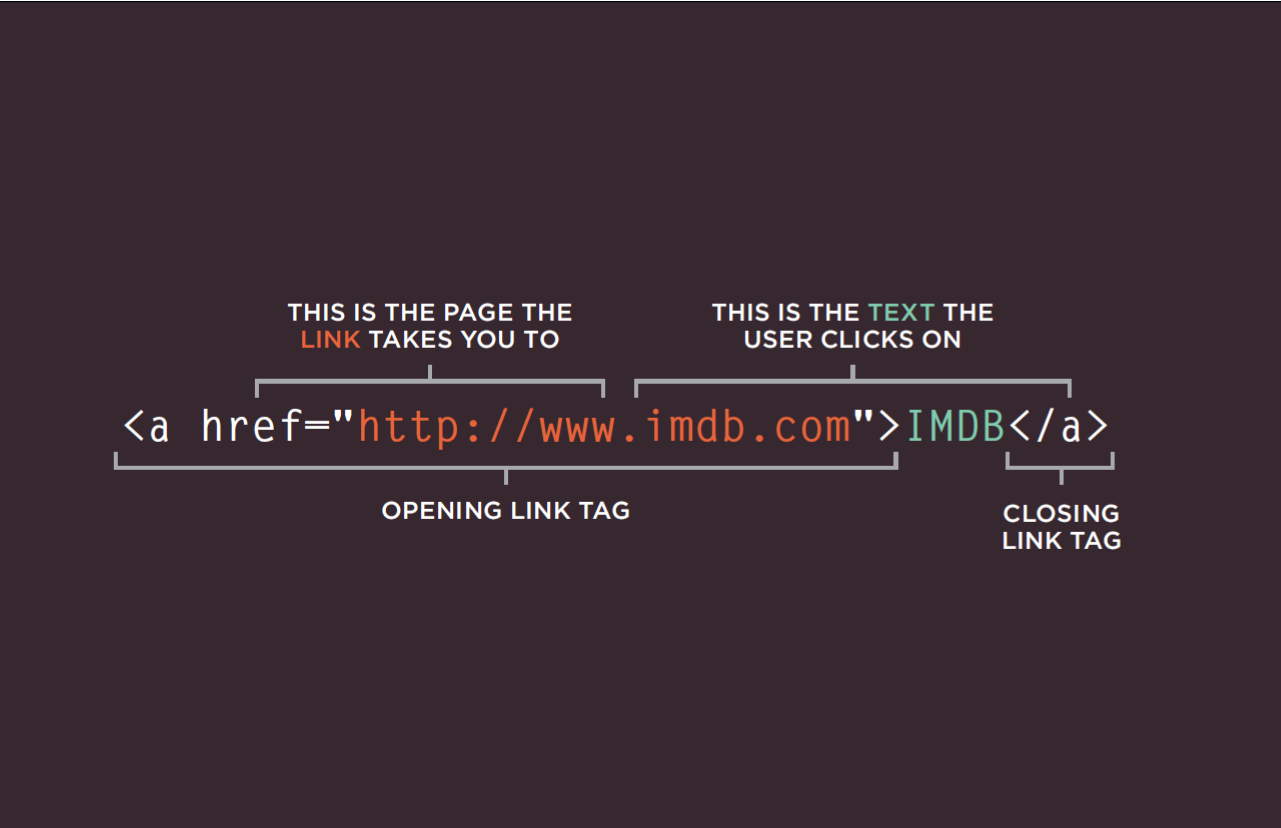 THIS IS THE PAGE THE
LINK TAKES YOU TO
THIS IS THE TEXT THE
USER CLICKS ON
<a href="http://www.imdb.com">IMDB</a>
OPENING LINK TAG
CLOSING
LINK TAG